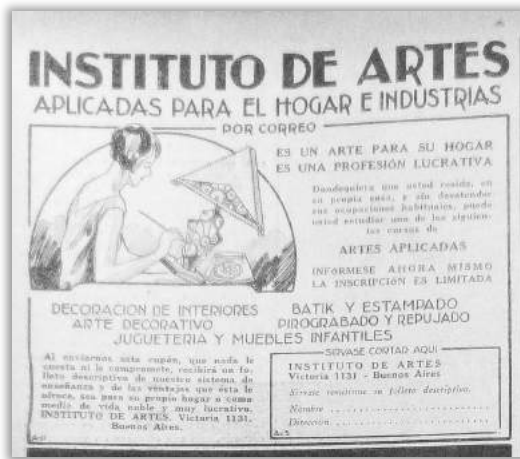 INSTITUTO DE ARTES
APLICADAS PARA EL HOGAR E INDUSTRIAS
POR CORREO
ES UN ARTE PARA SU HOGAR
ES UNA PROFESIÓN LUCRATIVA
Dondequiera que usted resida, en
su propia casa, y sin desatender
sus ocupaciones habituales, puede
usted estudiar uno de los siguien-
tes cursos de
ARTES APLICADAS
INFÓRMESE AHORA MISMO
LA INSCRIPCIÓN ES LIMITADA
DECORACION DE INTERIORES
ARTE DECORATIVO
BATIK Y ESTAMPADO
PIROGRABADO Y REPUJADO
JUGUETERIA Y MUEBLES INFANTILES
Al enviarnos este cupón, que nada le
cuesta ni le compromete, recibirá un fo-
lleto descriptivo de nuestro sistema de
enseñanza y de las ventajas que ésta le
ofrece, sea para su propio hogar o como
medio de vida noble y muy lucrativo.
INSTITUTO DE ARTES, Victoria 1131,
Buenos Aires.
SIRVASE CORTAR AQUI
INSTITUTO DE ARTES
Victoria 1131 - Buenos Aires
Sírvase remitirme su folleto descriptivo.
Nombre
Dirección